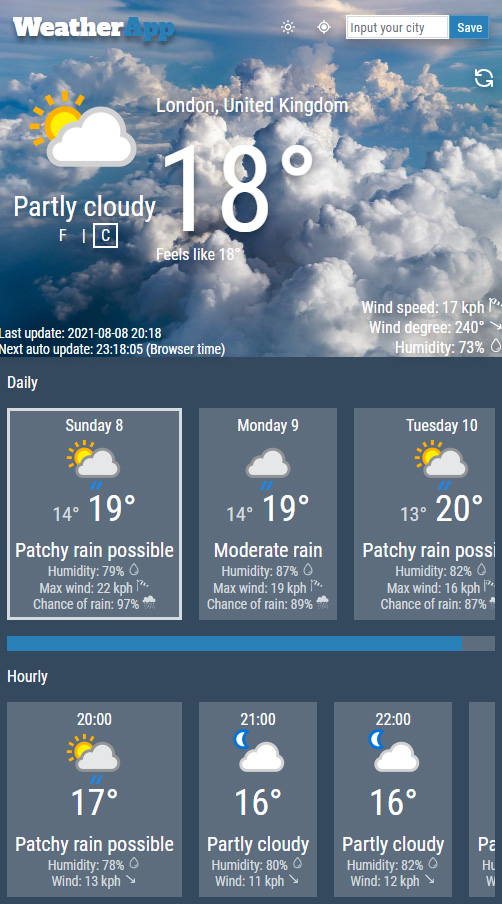 WeatherApp
Input your city
Save
London, United Kingdom
18°
Partly cloudy
F | C
Feels like 18°
Wind speed: 17 kph
Wind degree: 240°
Humidity: 73%
Last update: 2021-08-08 20:18
Next auto update: 23:18:05 (Browser time)
Daily
Sunday 8
14° 19°
Patchy rain possible
Humidity: 79%
Max wind: 22 kph
Chance of rain: 97%
Monday 9
14° 19°
Moderate rain
Humidity: 87%
Max wind: 19 kph
Chance of rain: 89%
Tuesday 10
13° 20°
Patchy rain possi
Humidity: 82%
Max wind: 16 kph
Chance of rain: 87%
Hourly
20:00
17°
Patchy rain possible
Humidity: 78%
Wind: 13 kph
21:00
16°
Partly cloudy
Humidity: 80%
Wind: 11 kph
22:00
16°
Partly cloudy
Humidity: 82%
Wind: 12 kph
Pa
Hu
W